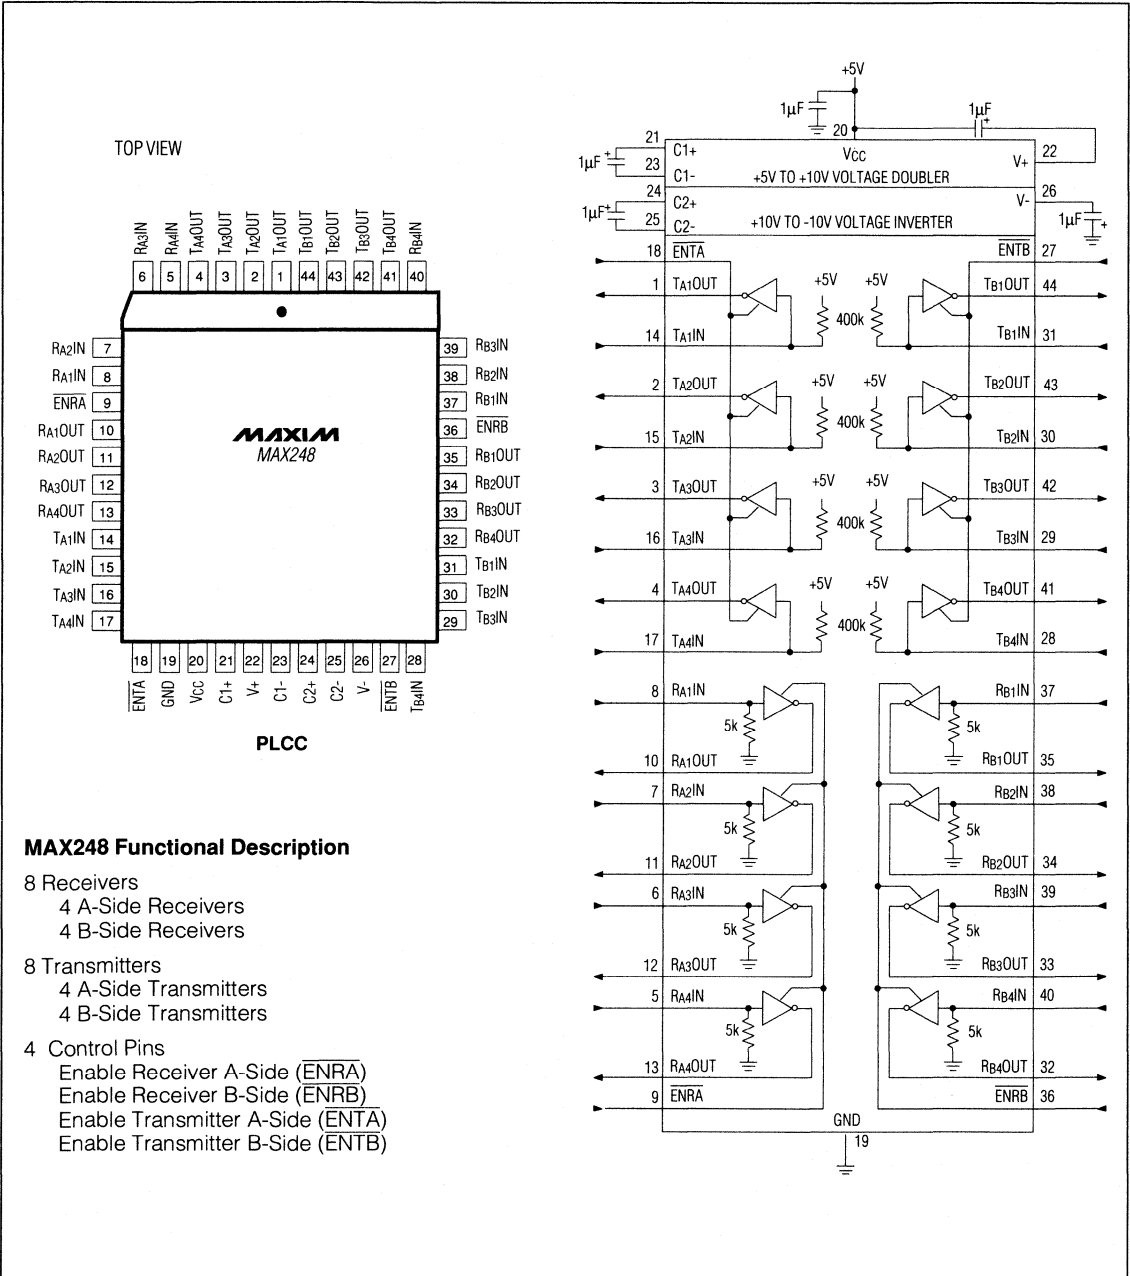 TOP VIEW
RA3IN
RA4IN
TA4OUT
TA3OUT
TA2OUT
TA1OUT
TB1OUT
TB2OUT
TB3OUT
TB4OUT
RB4IN
6 5 4 3 2 1 44 43 42 41 40
RA2IN 7
RA1IN 8
ENRA 9
RA1OUT 10
RA2OUT 11
RA3OUT 12
RA4OUT 13
TA1IN 14
TA2IN 15
TA3IN 16
TA4IN 17
MAXIM
MAX248
39 RB3IN
38 RB2IN
37 RB1IN
36 ENRB
35 RB1OUT
34 RB2OUT
33 RB3OUT
32 RB4OUT
31 TB1IN
30 TB2IN
29 TB3IN
18 19 20 21 22 23 24 25 26 27 28
ENTA
GND
VCC
C1+
V+
C1-
C2+
C2-
V-
ENTB
TB4IN
PLCC
MAX248 Functional Description
8 Receivers
4 A-Side Receivers
4 B-Side Receivers
8 Transmitters
4 A-Side Transmitters
4 B-Side Transmitters
4 Control Pins
Enable Receiver A-Side (ENRA)
Enable Receiver B-Side (ENRB)
Enable Transmitter A-Side (ENTA)
Enable Transmitter B-Side (ENTB)
+5V
1µF
1µF +
20
21 C1+ VCC V+ 22
1µF +
23 C1- +5V TO +10V VOLTAGE DOUBLER
24 C2+ V- 26
1µF +
25 C2- +10V TO -10V VOLTAGE INVERTER
1µF +
18 ENTA ENTB 27
1 TA1OUT +5V +5V TB1OUT 44
400k
14 TA1IN TB1IN 31
2 TA2OUT +5V +5V TB2OUT 43
400k
15 TA2IN TB2IN 30
3 TA3OUT +5V +5V TB3OUT 42
400k
16 TA3IN TB3IN 29
4 TA4OUT +5V +5V TB4OUT 41
400k
17 TA4IN TB4IN 28
8 RA1IN RB1IN 37
5k 5k
10 RA1OUT RB1OUT 35
7 RA2IN RB2IN 38
5k 5k
11 RA2OUT RB2OUT 34
6 RA3IN RB3IN 39
5k 5k
12 RA3OUT RB3OUT 33
5 RA4IN RB4IN 40
5k 5k
13 RA4OUT RB4OUT 32
9 ENRA ENRB 36
GND
19